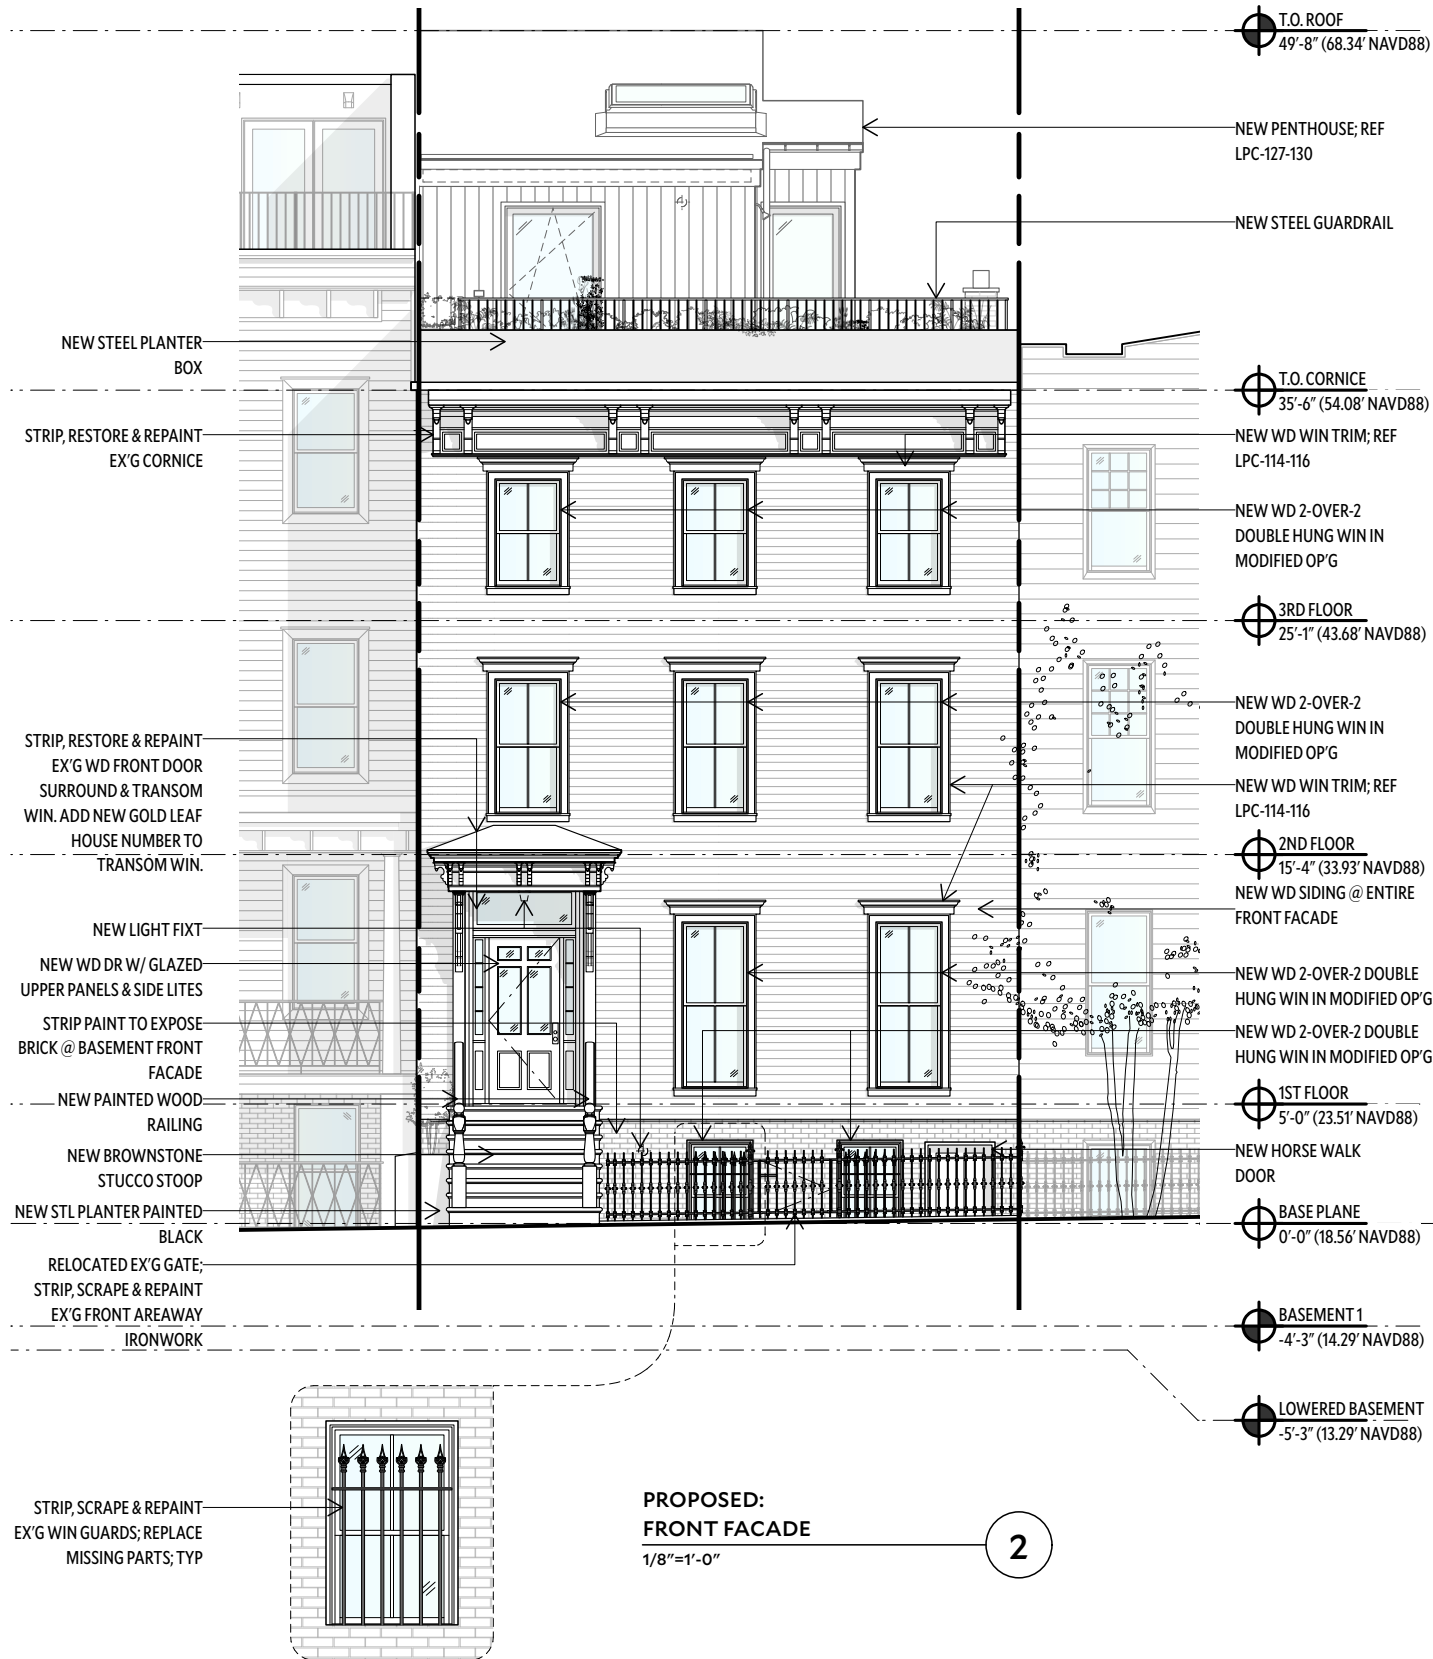 T.O. ROOF
49'-8" (68.34' NAVD88)
NEW PENTHOUSE; REF
LPC-127-130
NEW STEEL GUARDRAIL
NEW STEEL PLANTER
BOX
T.O. CORNICE
35'-6" (54.08' NAVD88)
STRIP, RESTORE & REPAINT
EX'G CORNICE
NEW WD WIN TRIM; REF
LPC-114-116
NEW WD 2-OVER-2
DOUBLE HUNG WIN IN
MODIFIED OP'G
3RD FLOOR
25'-1" (43.68' NAVD88)
NEW WD 2-OVER-2
DOUBLE HUNG WIN IN
MODIFIED OP'G
STRIP, RESTORE & REPAINT
EX'G WD FRONT DOOR
SURROUND & TRANSOM
WIN. ADD NEW GOLD LEAF
HOUSE NUMBER TO
TRANSOM WIN.
NEW WD WIN TRIM; REF
LPC-114-116
2ND FLOOR
15'-4" (33.93' NAVD88)
NEW WD SIDING @ ENTIRE
FRONT FACADE
NEW LIGHT FIXT
NEW WD DR W/ GLAZED
UPPER PANELS & SIDE LITES
NEW WD 2-OVER-2 DOUBLE
HUNG WIN IN MODIFIED OP'G
STRIP PAINT TO EXPOSE
BRICK @ BASEMENT FRONT
FACADE
NEW WD 2-OVER-2 DOUBLE
HUNG WIN IN MODIFIED OP'G
NEW PAINTED WOOD
RAILING
1ST FLOOR
5'-0" (23.51' NAVD88)
NEW BROWNSTONE
STUCCO STOOP
NEW HORSE WALK
DOOR
NEW STL PLANTER PAINTED
BLACK
BASE PLANE
0'-0" (18.56' NAVD88)
RELOCATED EX'G GATE;
STRIP, SCRAPE & REPAINT
EX'G FRONT AREAWAY
IRONWORK
BASEMENT 1
-4'-3" (14.29' NAVD88)
LOWERED BASEMENT
-5'-3" (13.29' NAVD88)
STRIP, SCRAPE & REPAINT
EX'G WIN GUARDS; REPLACE
MISSING PARTS; TYP
PROPOSED:
FRONT FACADE
1/8"=1'-0"
2